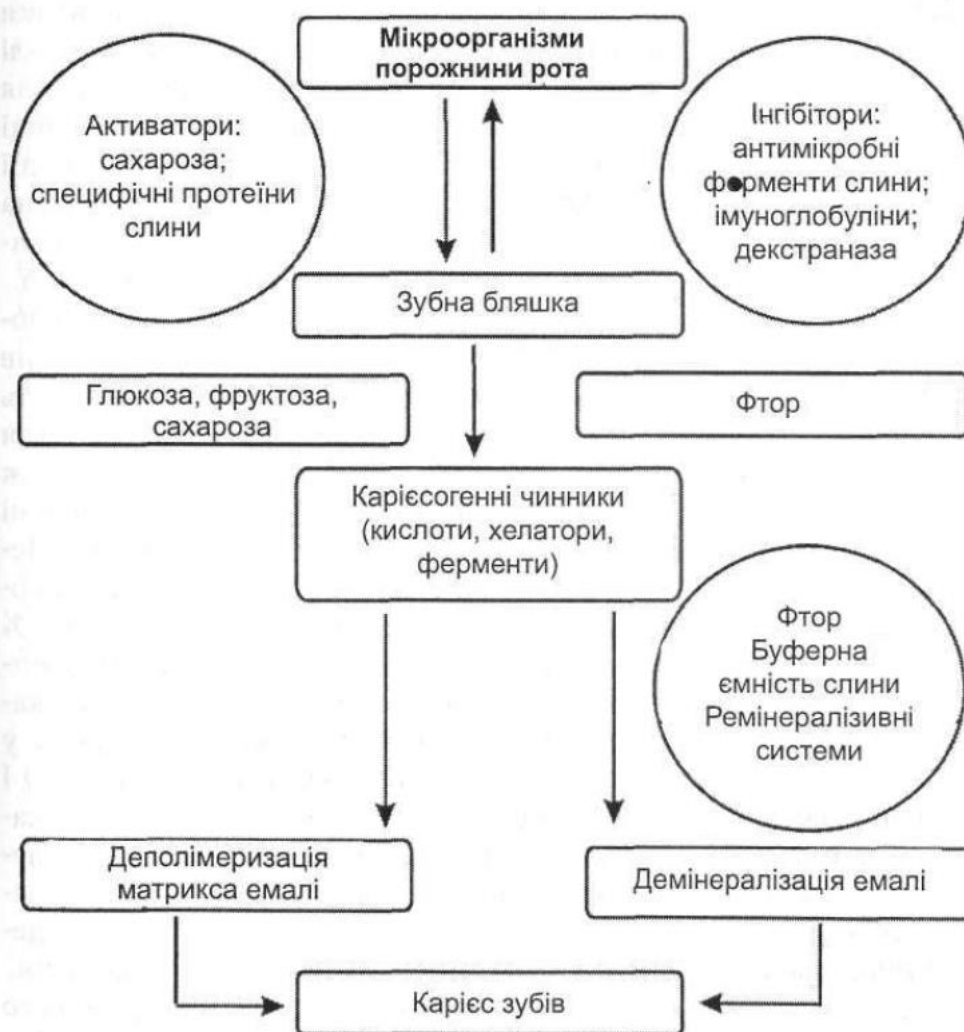 Мікроорганізми
порожнини рота
Активатори:
сахароза;
специфічні протеїни
слини
Інгібітори:
антимікробні
ферменти слини;
імуноглобуліни;
декстраназа
Зубна бляшка
Глюкоза, фруктоза,
сахароза
Фтор
Карієсогенні чинники
(кислоти, хелатори,
ферменти)
Фтор
Буферна
ємність слини
Ремінералізивні
системи
Деполімеризація
матрикса емалі
Демінералізація емалі
Карієс зубів